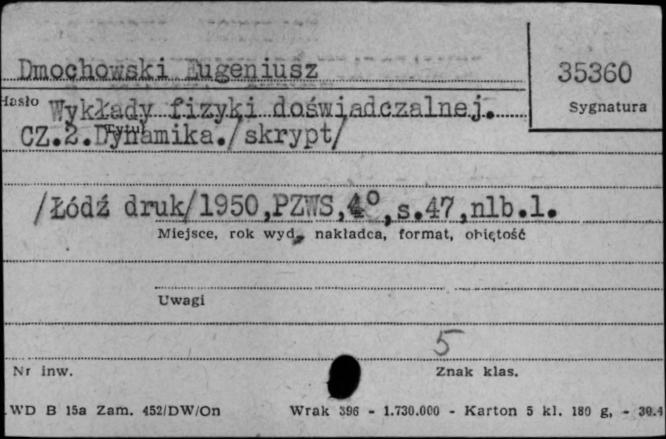 Dmochowski Eugeniusz
35360
Hasło
Sygnatura
Wykłady fizyki doświadczalnej.
Tytuł
CZ.2.Dynamika./skrypt/
/Łódź druk/1950,PZWS,4°,s.47,nlb.1.
Miejsce, rok wyd., nakładca, format, objętość
Uwagi
5
Nr inw.
Znak klas.
WD B 15a Zam. 452/DW/On Wrak 396 - 1.730.000 - Karton 5 kl. 180 g, - 30.4